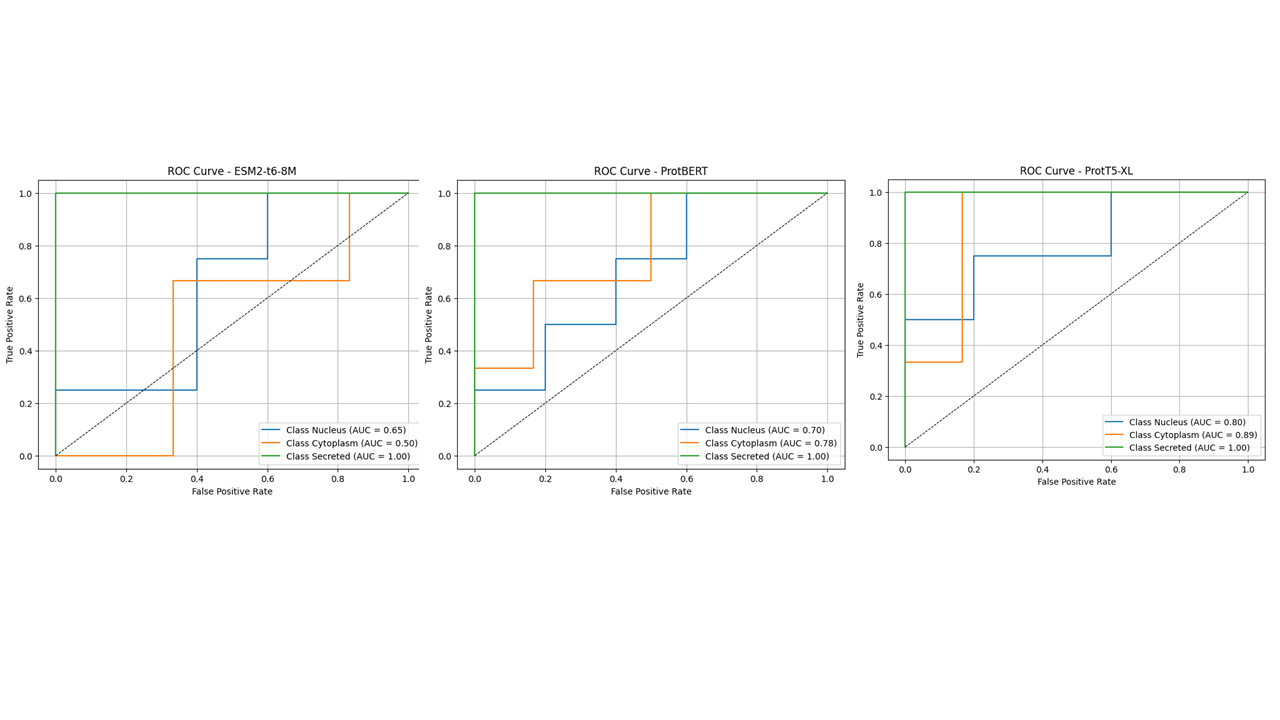 ROC Curve - ESM2-t6-8M
True Positive Rate
1.0
0.8
0.6
0.4
0.2
0.0
Class Nucleus (AUC = 0.65)
Class Cytoplasm (AUC = 0.50)
Class Secreted (AUC = 1.00)
0.0 0.2 0.4 0.6 0.8 1.0
False Positive Rate
ROC Curve - ProtBERT
True Positive Rate
1.0
0.8
0.6
0.4
0.2
0.0
Class Nucleus (AUC = 0.70)
Class Cytoplasm (AUC = 0.78)
Class Secreted (AUC = 1.00)
0.0 0.2 0.4 0.6 0.8 1.0
False Positive Rate
ROC Curve - ProtT5-XL
True Positive Rate
1.0
0.8
0.6
0.4
0.2
0.0
Class Nucleus (AUC = 0.80)
Class Cytoplasm (AUC = 0.89)
Class Secreted (AUC = 1.00)
0.0 0.2 0.4 0.6 0.8 1.0
False Positive Rate